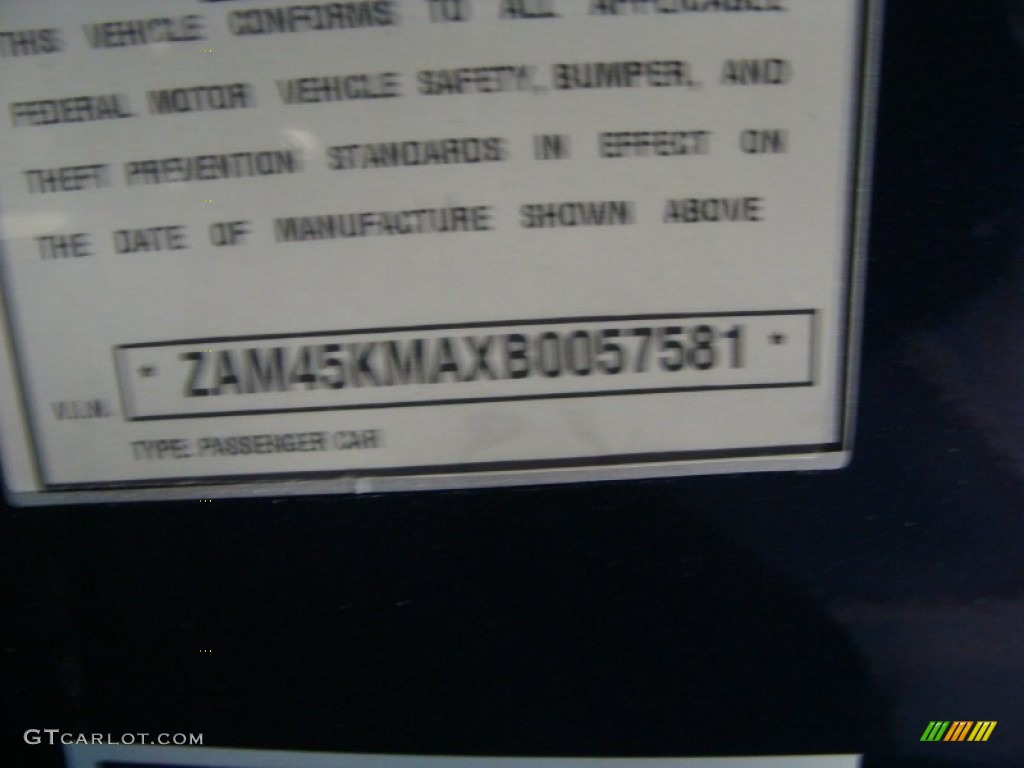 THIS VEHICLE CONFORMS TO ALL APPLICABLE
FEDERAL MOTOR VEHICLE SAFETY, BUMPER, AND
THEFT PREVENTION STANDARDS IN EFFECT ON
THE DATE OF MANUFACTURE SHOWN ABOVE
V.I.N. * ZAM45KMAXB0057581 *
TYPE: PASSENGER CAR
GTCARLOT.COM